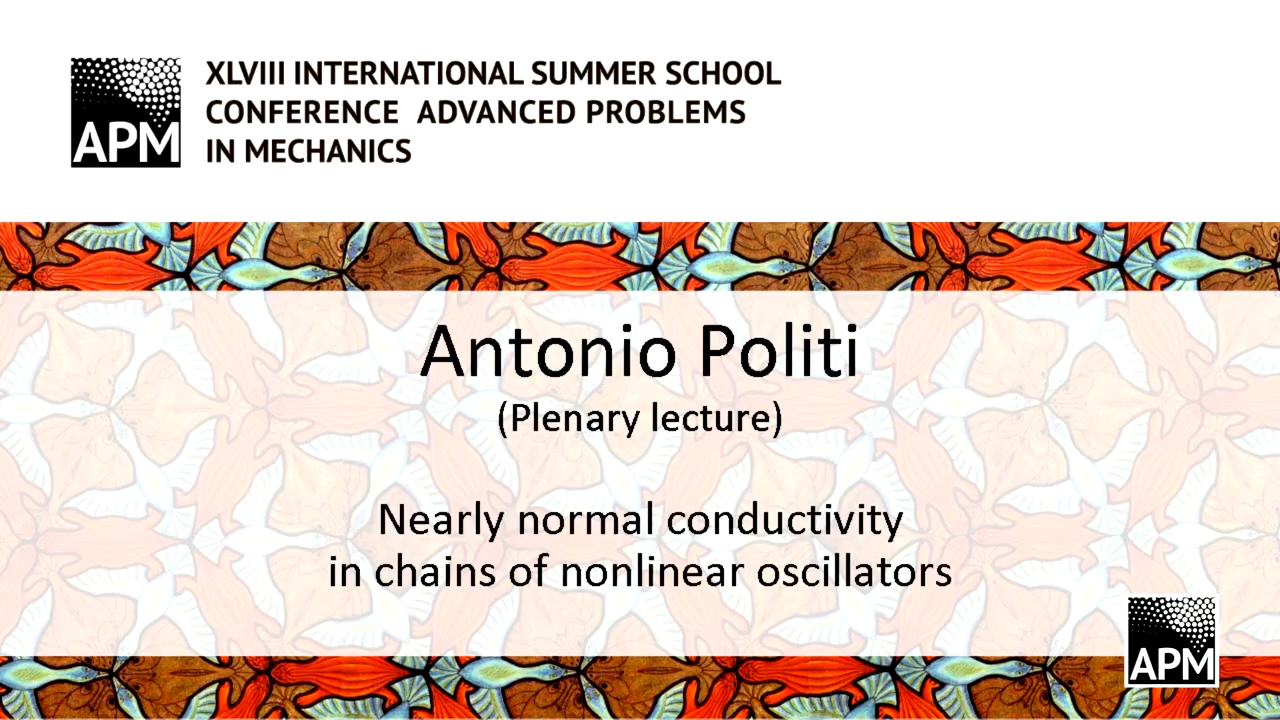 APM
XLVIII INTERNATIONAL SUMMER SCHOOL
CONFERENCE ADVANCED PROBLEMS
IN MECHANICS
Antonio Politi
(Plenary lecture)
Nearly normal conductivity
in chains of nonlinear oscillators
APM